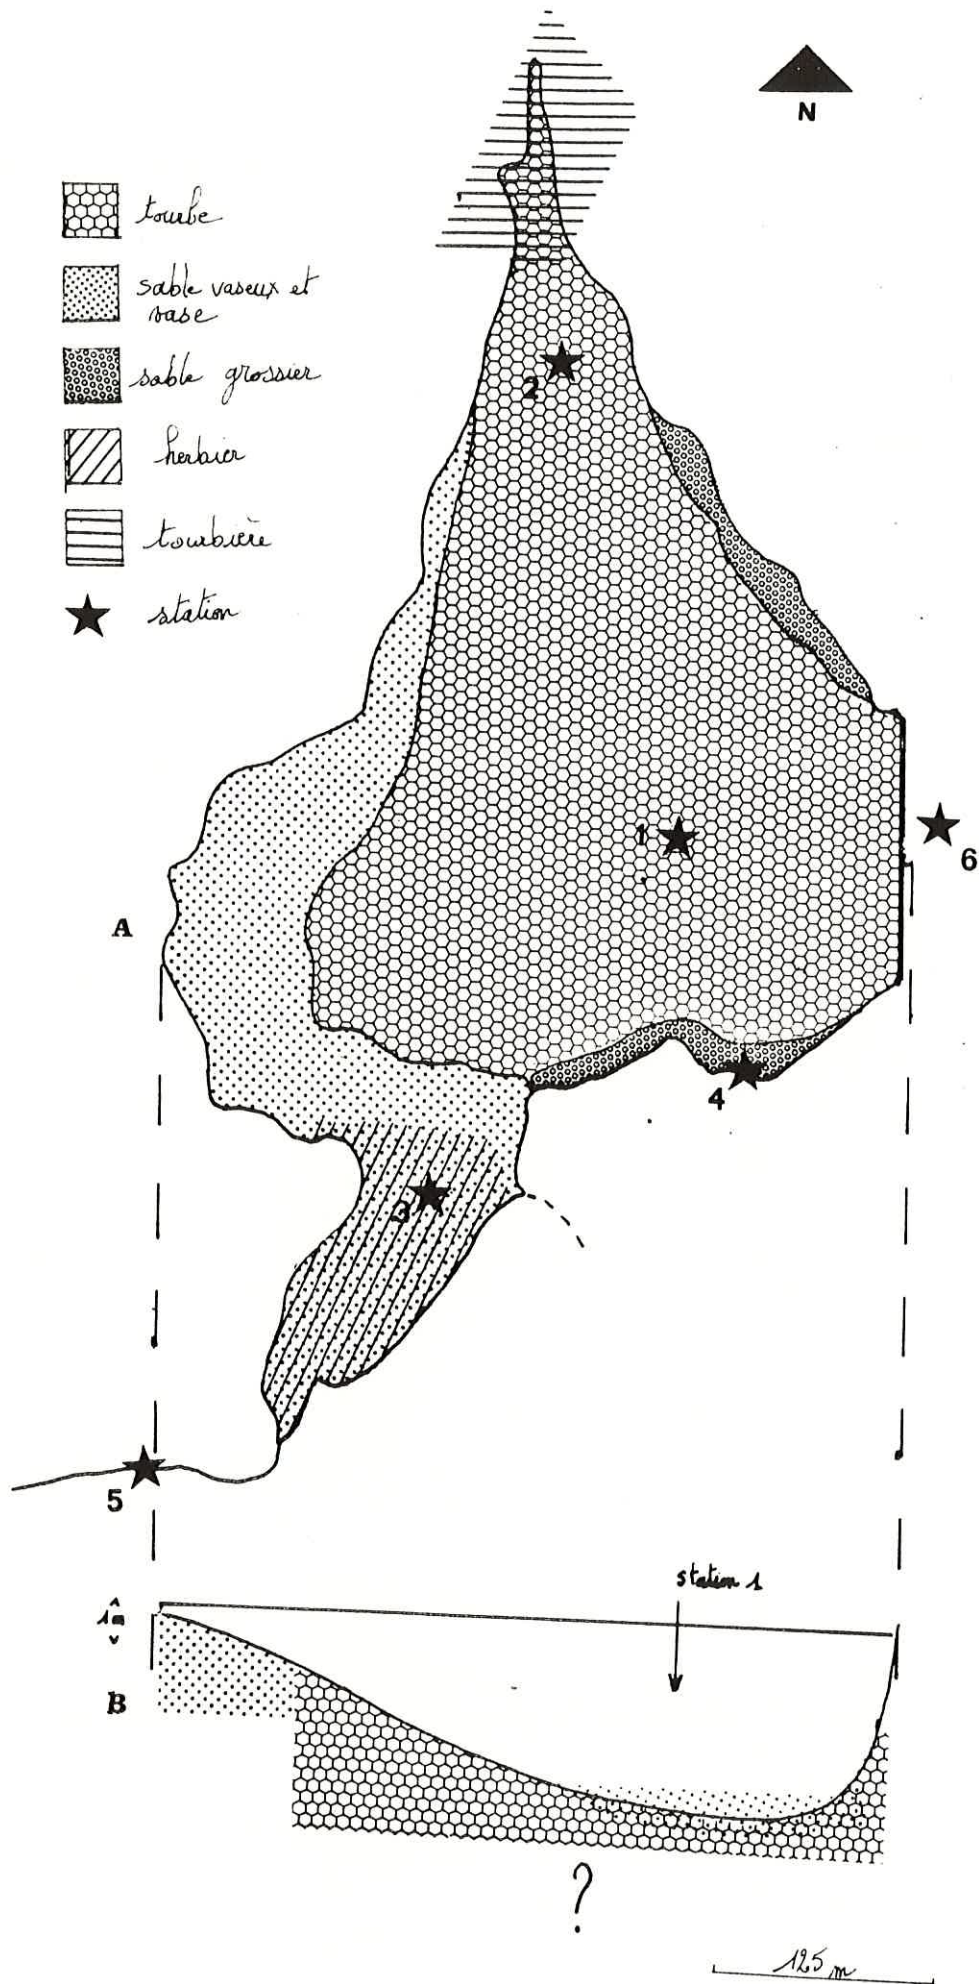 N
tourbe
sable vaseux et
vase
sable grossier
herbier
tourbière
station
2
1
6
A
4
3
5
station 1
1m
B
?
125 m